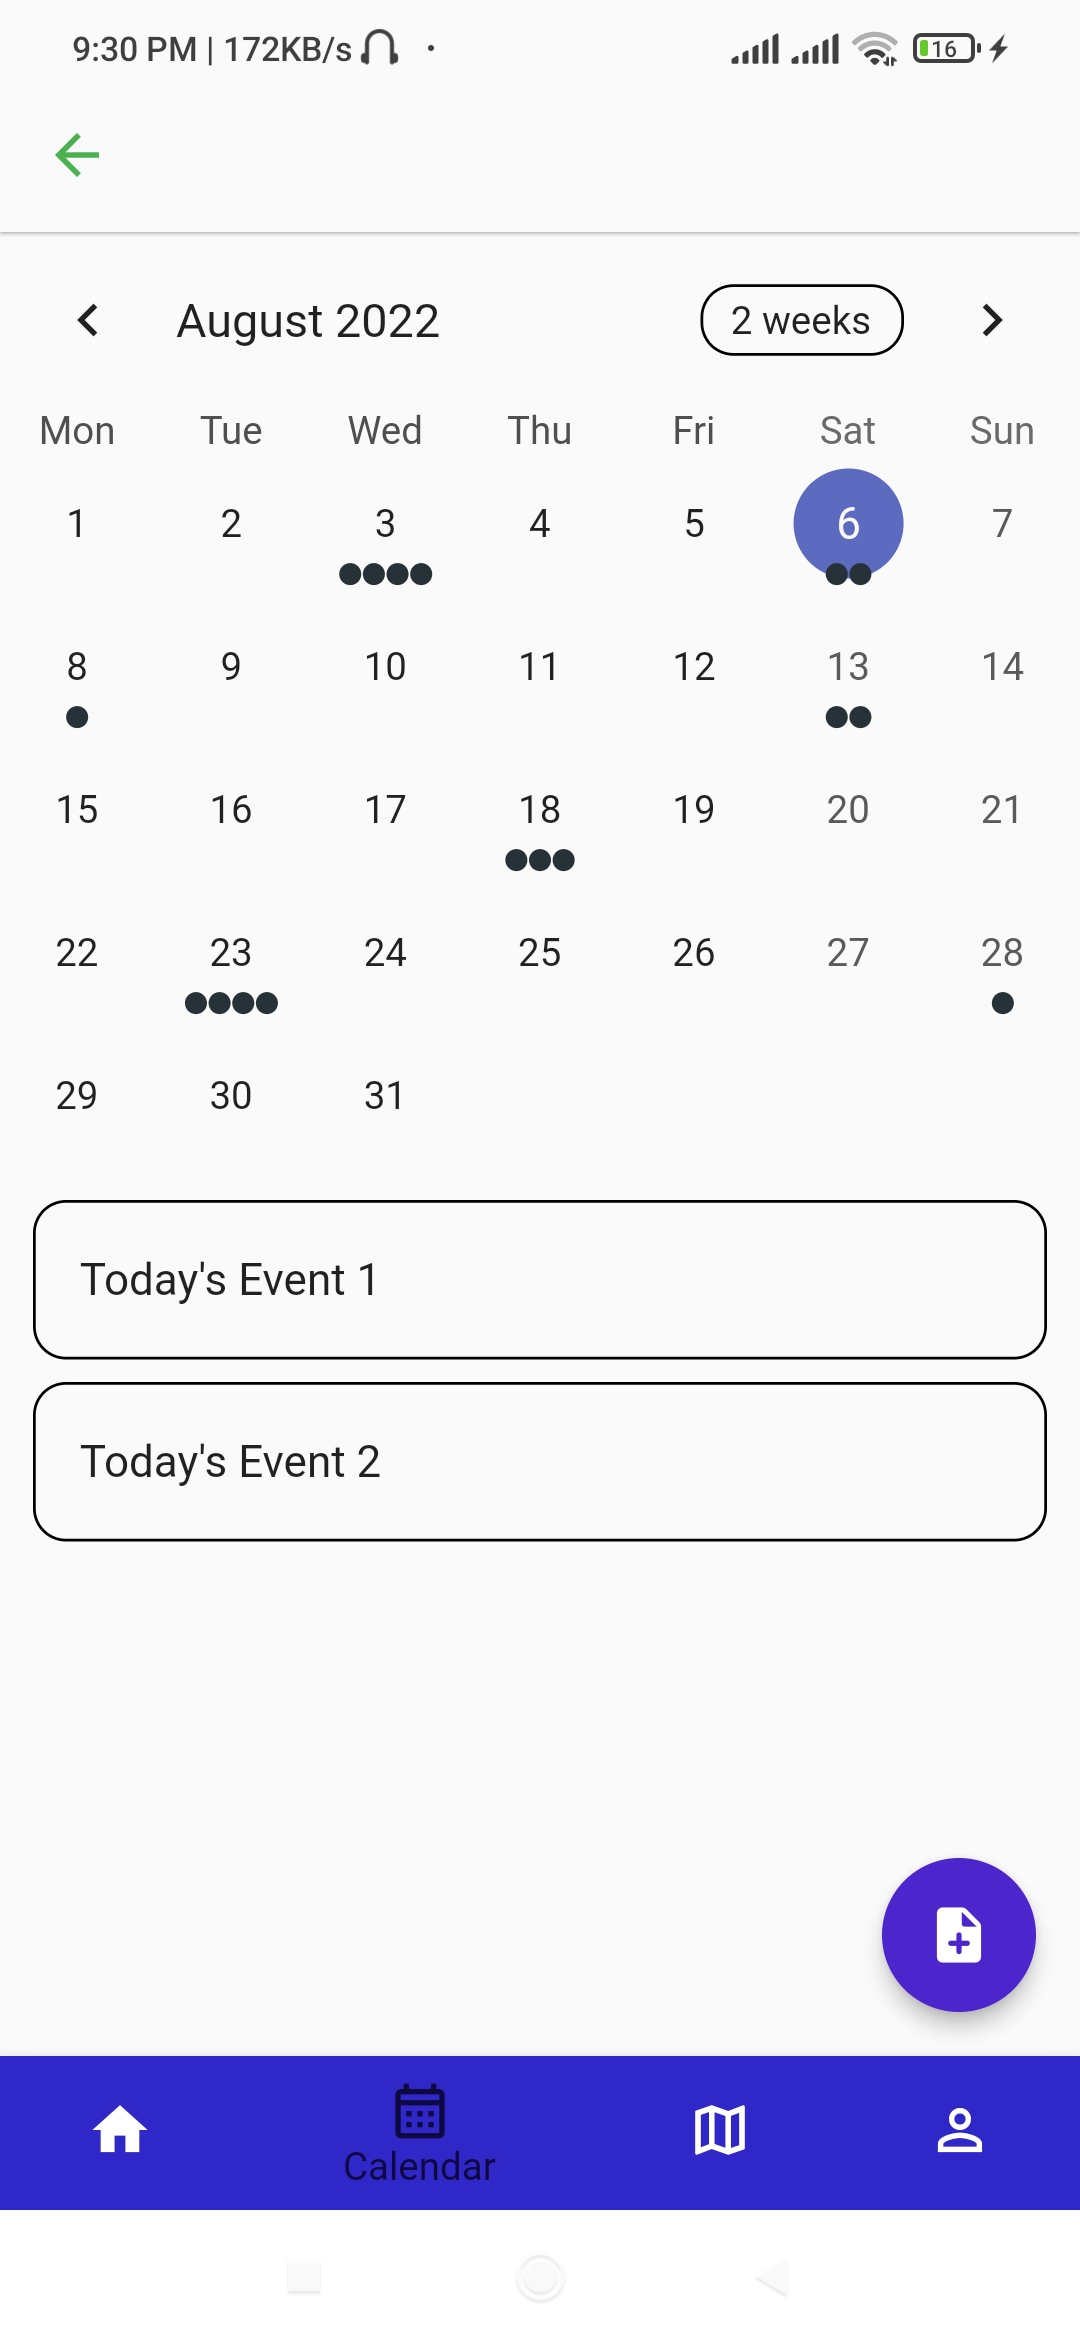 9:30 PM | 172KB/s 16
August 2022 2 weeks
Mon Tue Wed Thu Fri Sat Sun
1 2 3 4 5 6 7
8 9 10 11 12 13 14
15 16 17 18 19 20 21
22 23 24 25 26 27 28
29 30 31
Today's Event 1
Today's Event 2
Calendar